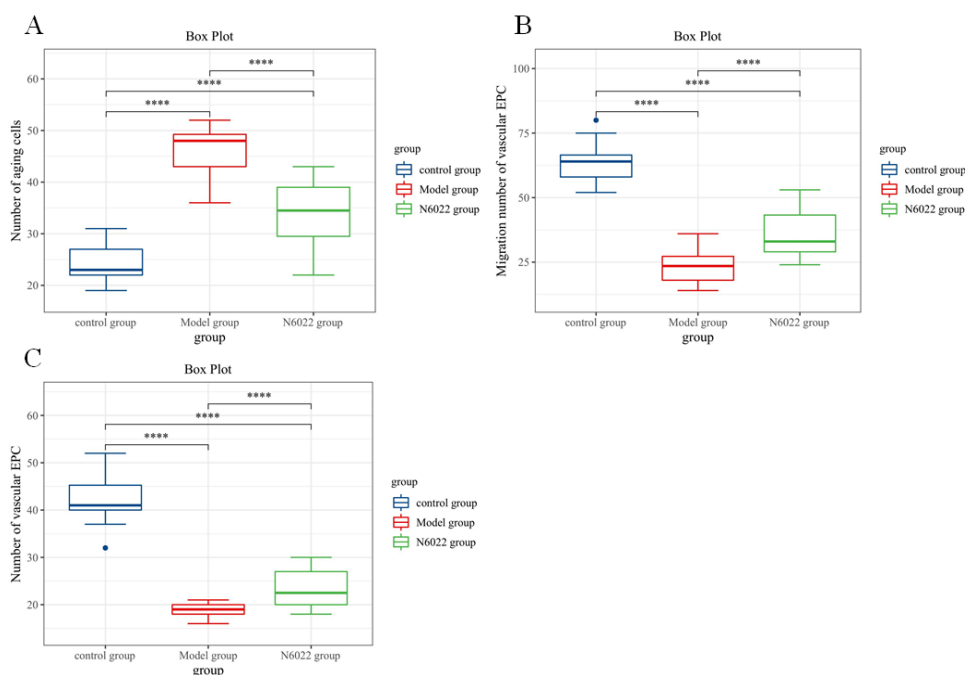 A
Box Plot
****
****
****
60
50
40
30
20
Number of aging cells
control group
Model group
N6022 group
group
group
control group
Model group
N6022 group
B
Box Plot
****
****
****
100
75
50
25
Migration number of vascular EPC
control group
Model group
N6022 group
group
group
control group
Model group
N6022 group
C
Box Plot
****
****
****
60
50
40
30
20
Number of vascular EPC
control group
Model group
N6022 group
group
group
control group
Model group
N6022 group